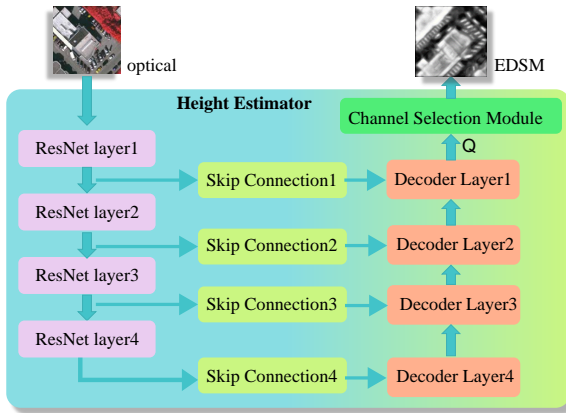 optical
EDSM
Height Estimator
Channel Selection Module
Q
ResNet layer1
Skip Connection1
Decoder Layer1
ResNet layer2
Skip Connection2
Decoder Layer2
ResNet layer3
Skip Connection3
Decoder Layer3
ResNet layer4
Skip Connection4
Decoder Layer4